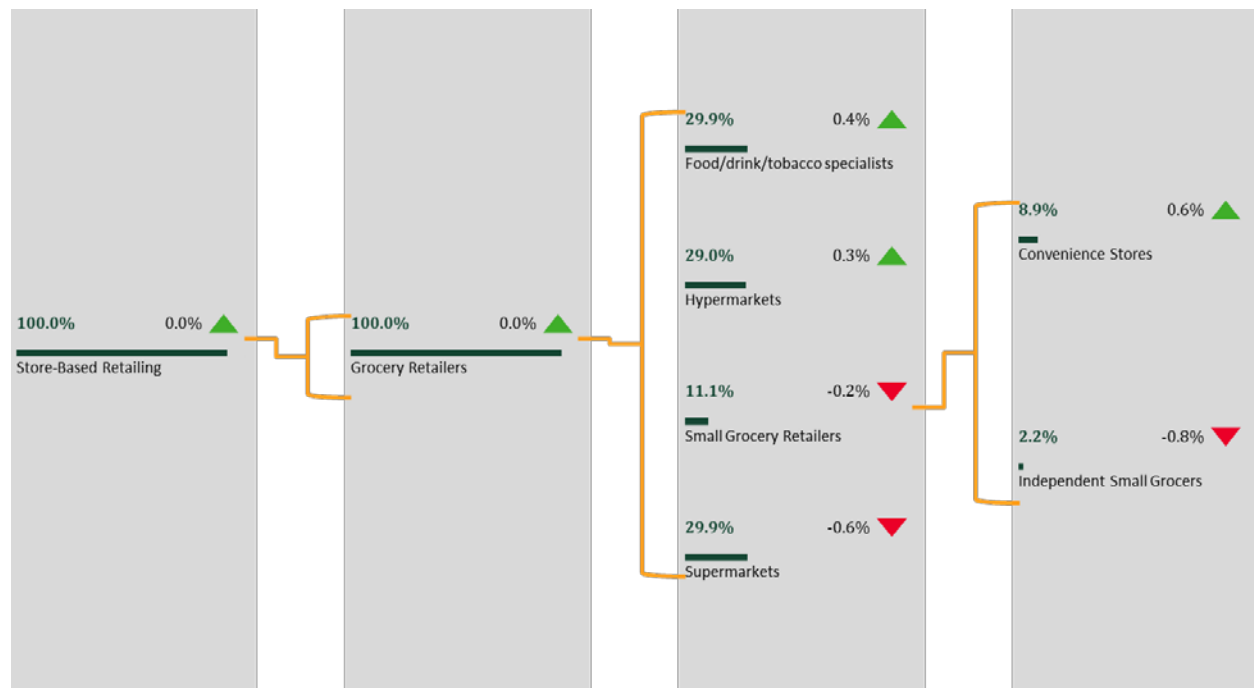 100.0% 0.0%
Store-Based Retailing
100.0% 0.0%
Grocery Retailers
29.9% 0.4%
Food/drink/tobacco specialists
29.0% 0.3%
Hypermarkets
11.1% -0.2%
Small Grocery Retailers
29.9% -0.6%
Supermarkets
8.9% 0.6%
Convenience Stores
2.2% -0.8%
Independent Small Grocers